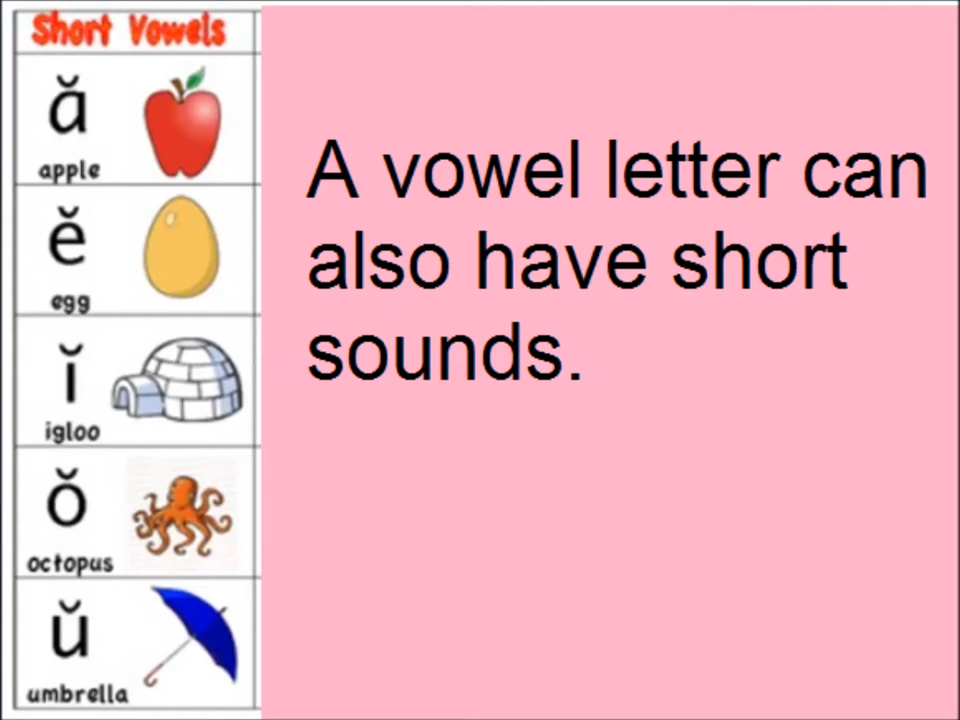 Short Vowels
ă
apple
ĕ
egg
ĭ
igloo
ŏ
octopus
ŭ
umbrella
A vowel letter can
also have short
sounds.